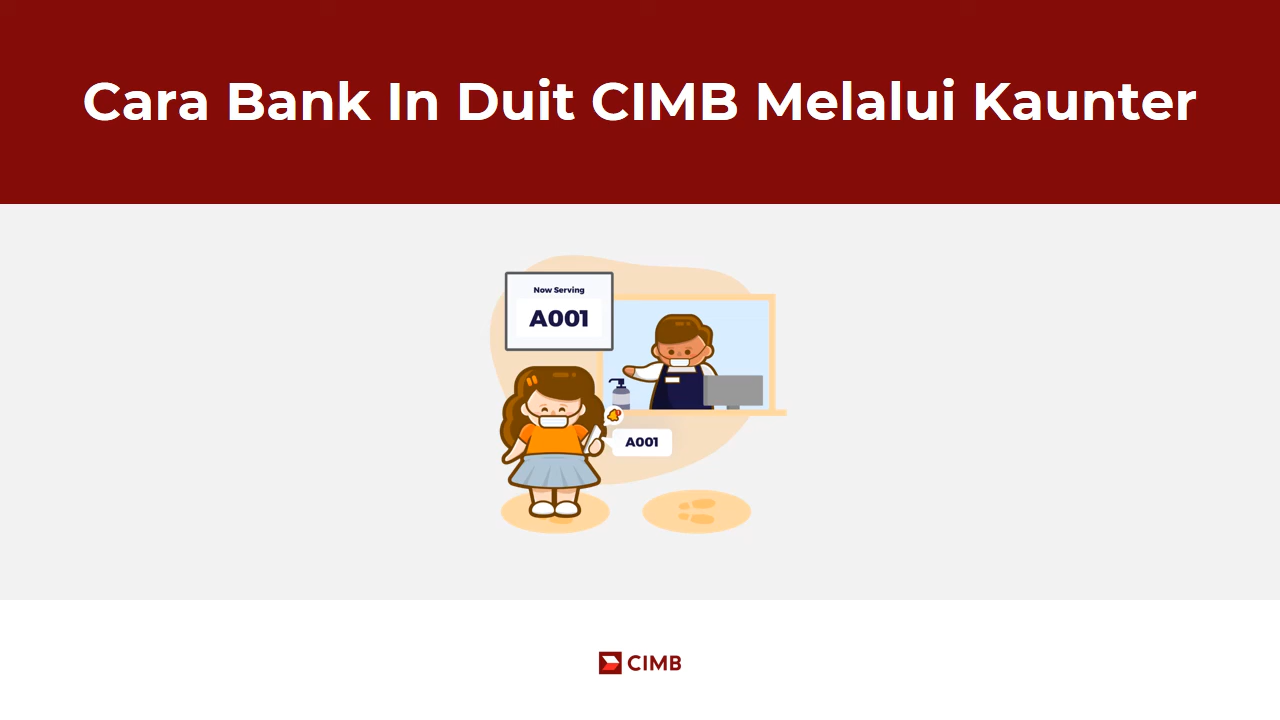 Cara Bank In Duit CIMB Melalui Kaunter
Now Serving
A001
A001
CIMB